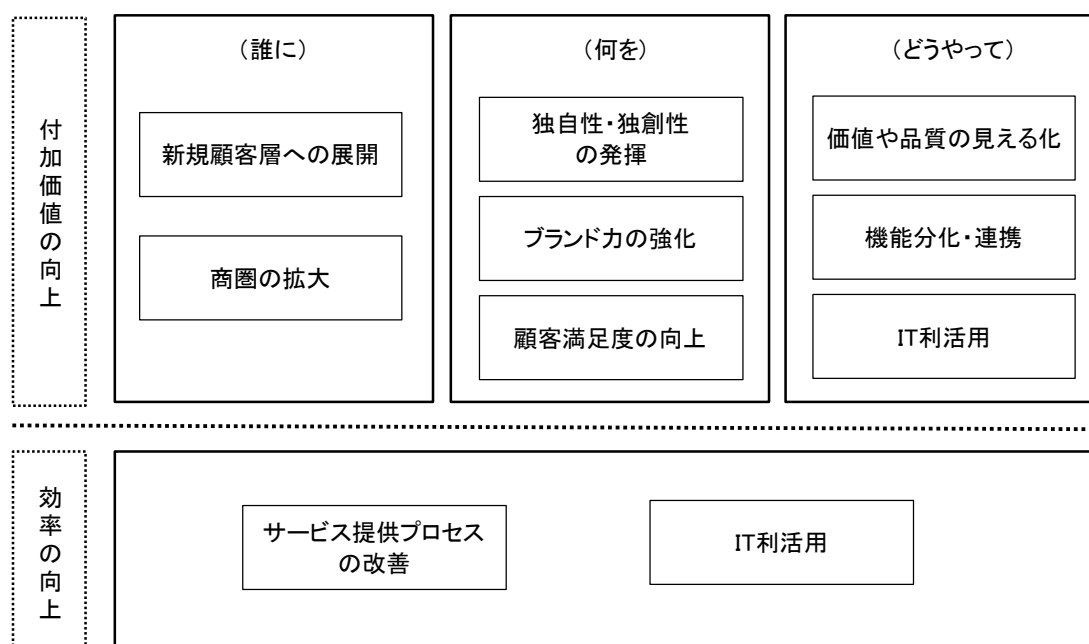 付加価値の向上
(誰に)
新規顧客層への展開
商圏の拡大
(何を)
独自性・独創性
の発揮
ブランド力の強化
顧客満足度の向上
(どうやって)
価値や品質の見える化
機能分化・連携
IT利活用
効率の向上
サービス提供プロセス
の改善
IT利活用